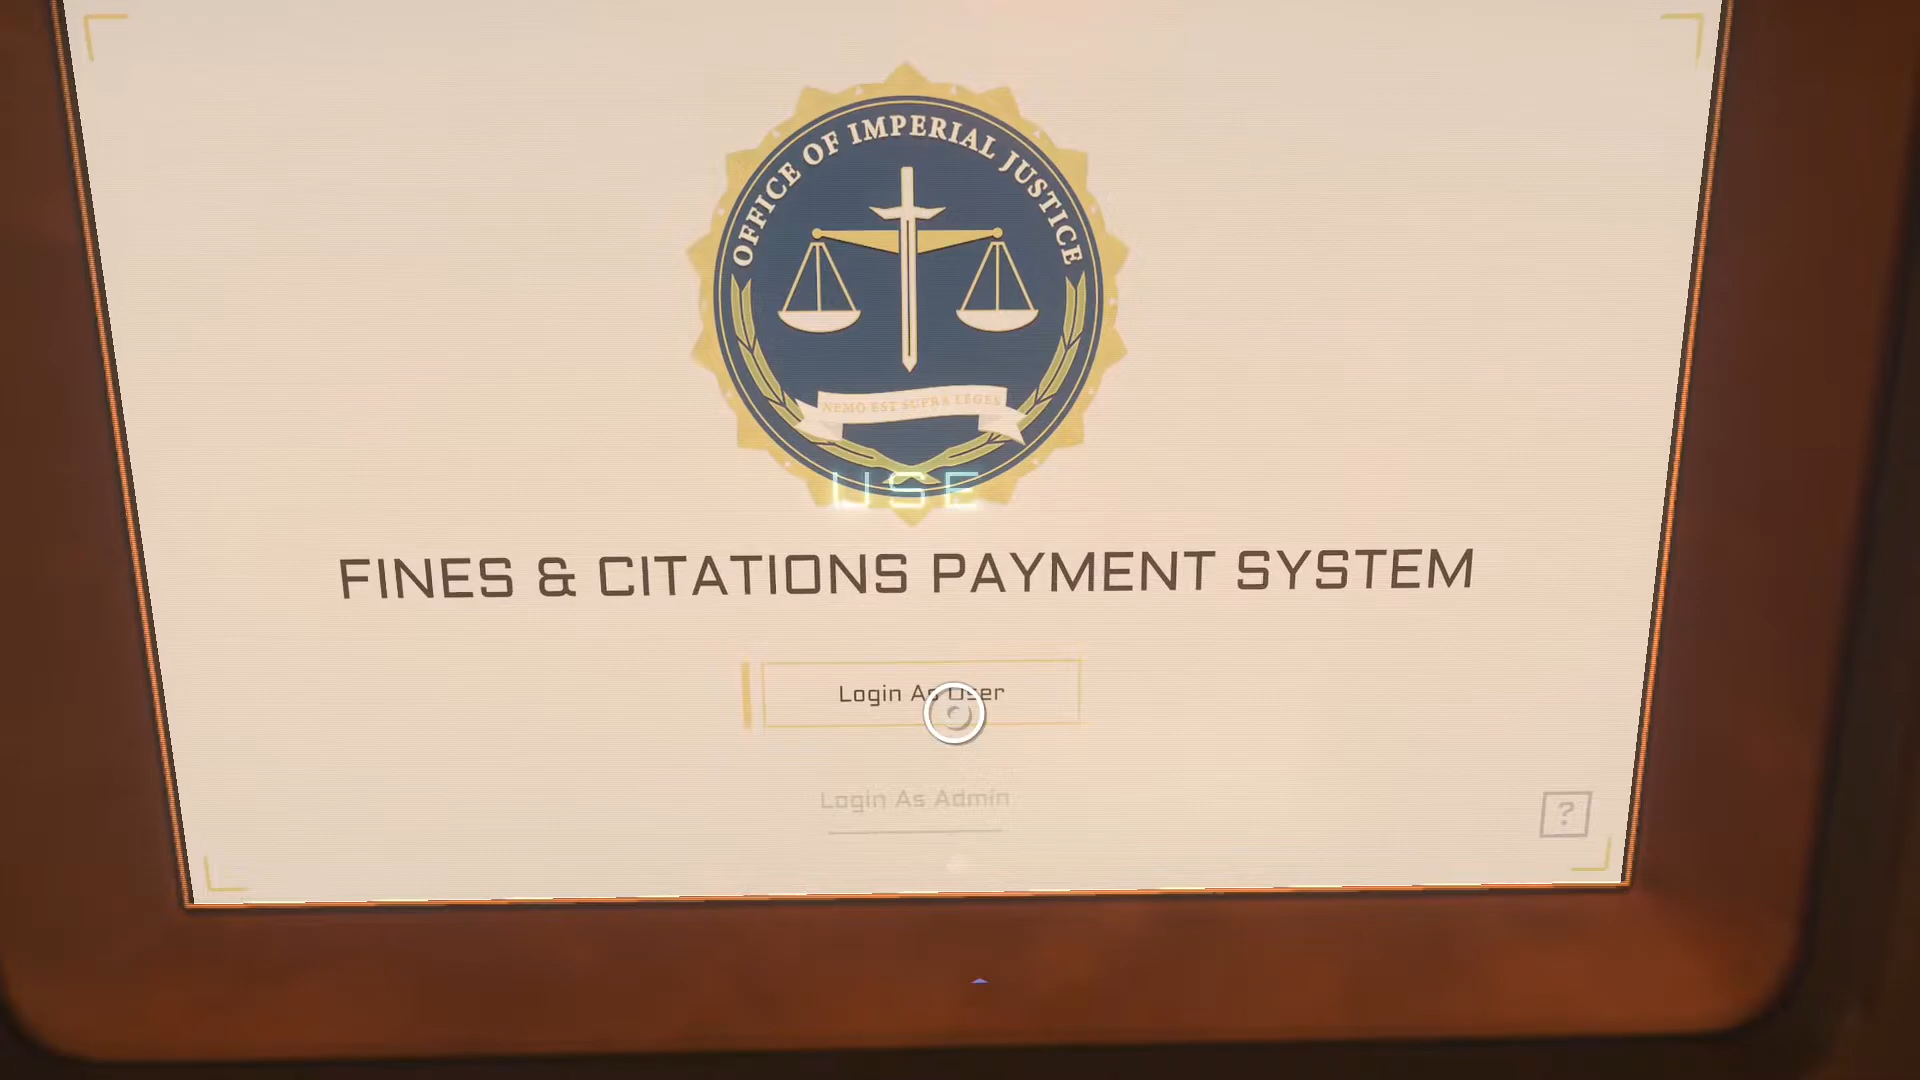 OFFICE OF IMPERIAL JUSTICE
NEMO EST SUPRA LEGES
USE
FINES & CITATIONS PAYMENT SYSTEM
Login As User
Login As Admin
?